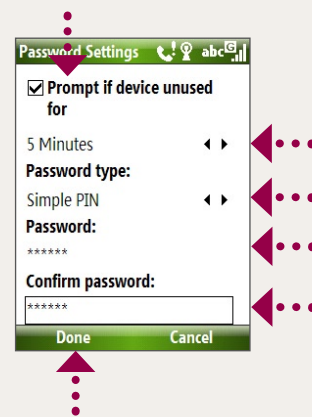 Password Settings abc G
Prompt if device unused
for
5 Minutes
Password type:
Simple PIN
Password:
******
Confirm password:
******
Done Cancel